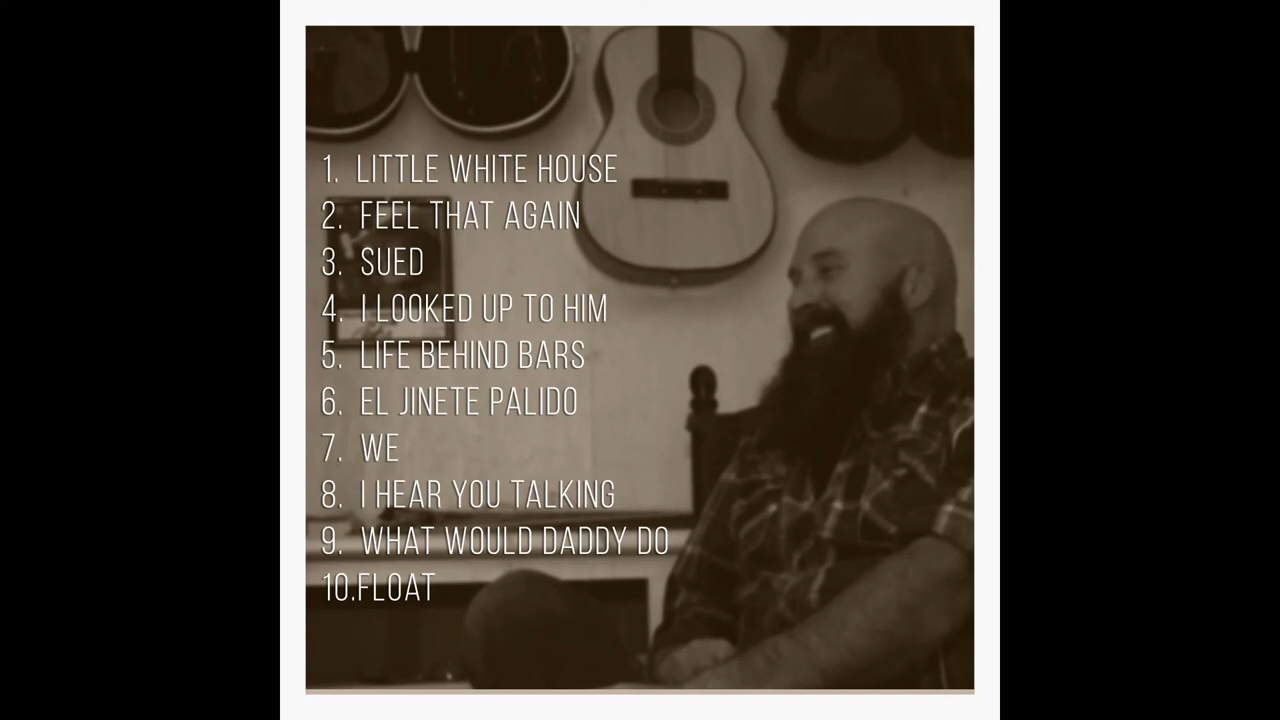 1. LITTLE WHITE HOUSE
2. FEEL THAT AGAIN
3. SUED
4. I LOOKED UP TO HIM
5. LIFE BEHIND BARS
6. EL JINETE PALIDO
7. WE
8. I HEAR YOU TALKING
9. WHAT WOULD DADDY DO
10.FLOAT